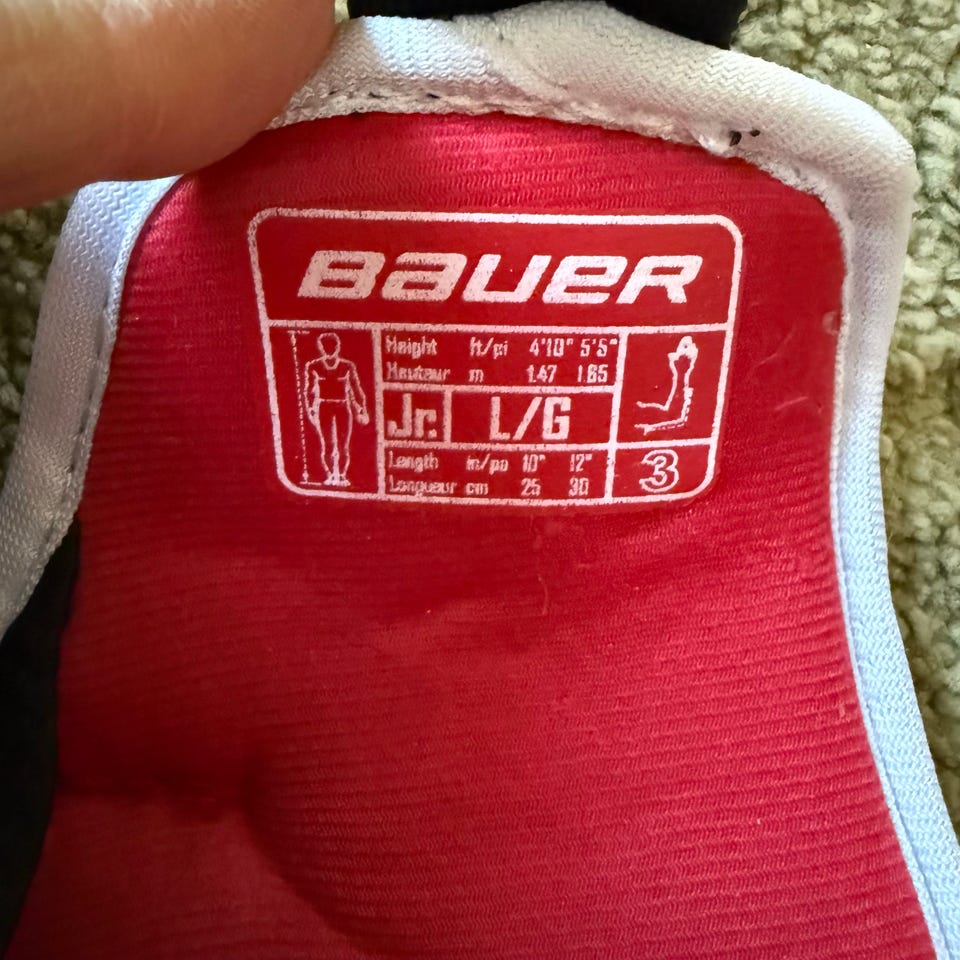 BAUER
Height ft/pi 4'10" 5'5"
Hauteur m 1.47 1.65
Jr. L/G
Length in/po 10" 12"
Longueur cm 25 30
3